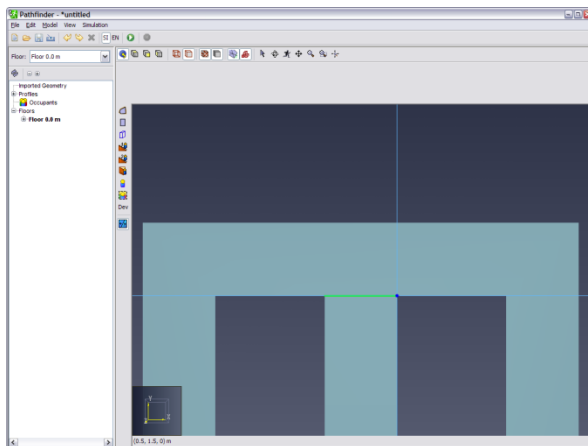 Pathfinder - *untitled
File Edit Model View Simulation
SI EN
Floor: Floor 0.0 m
Imported Geometry
Profiles
Occupants
Floors
Floor 0.0 m
Dev
Y
Z
X
(0.5, 1.5, 0) m